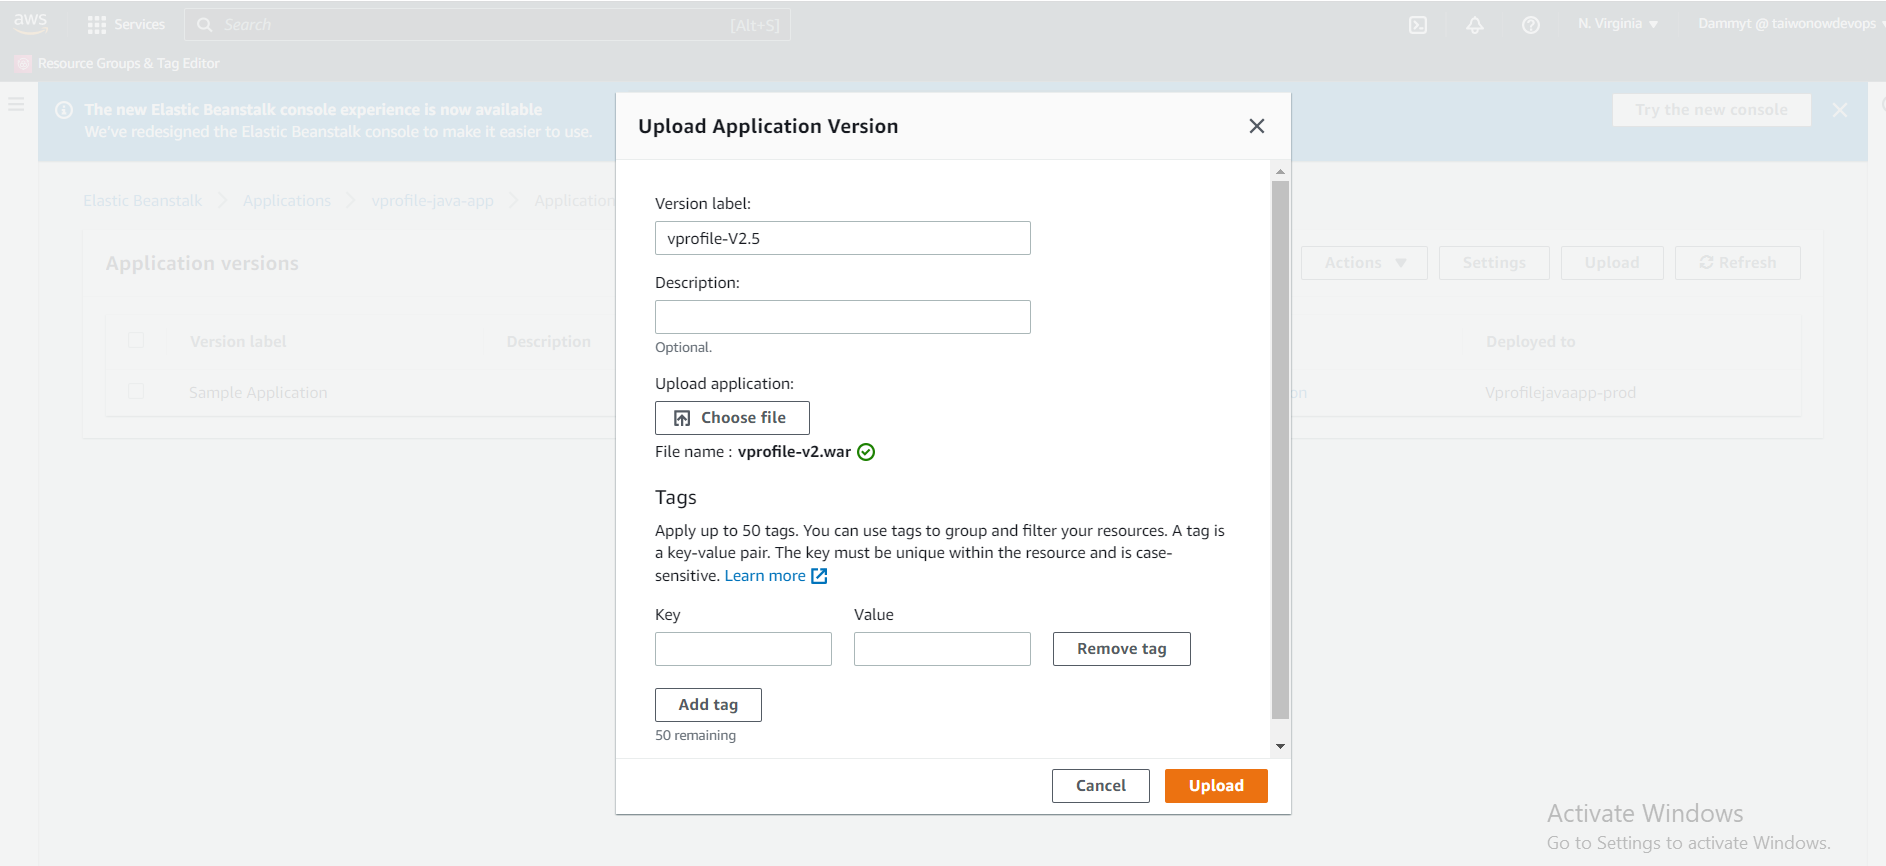 aws
Services
Search
[Alt+S]
N. Virginia
Dammyt @ taiwonowdevops
Resource Groups & Tag Editor
The new Elastic Beanstalk console experience is now available
We've redesigned the Elastic Beanstalk console to make it easier to use.
Try the new console
Elastic Beanstalk
Applications
vprofile-java-app
Application
Application versions
Actions
Settings
Upload
Refresh
Version label
Description
Deployed to
Sample Application
on
Vprofilejavaapp-prod
Upload Application Version
Version label:
vprofile-V2.5
Description:
Optional.
Upload application:
Choose file
File name : vprofile-v2.war
Tags
Apply up to 50 tags. You can use tags to group and filter your resources. A tag is
a key-value pair. The key must be unique within the resource and is case-
sensitive. Learn more
Key
Value
Remove tag
Add tag
50 remaining
Cancel
Upload
Activate Windows
Go to Settings to activate Windows.